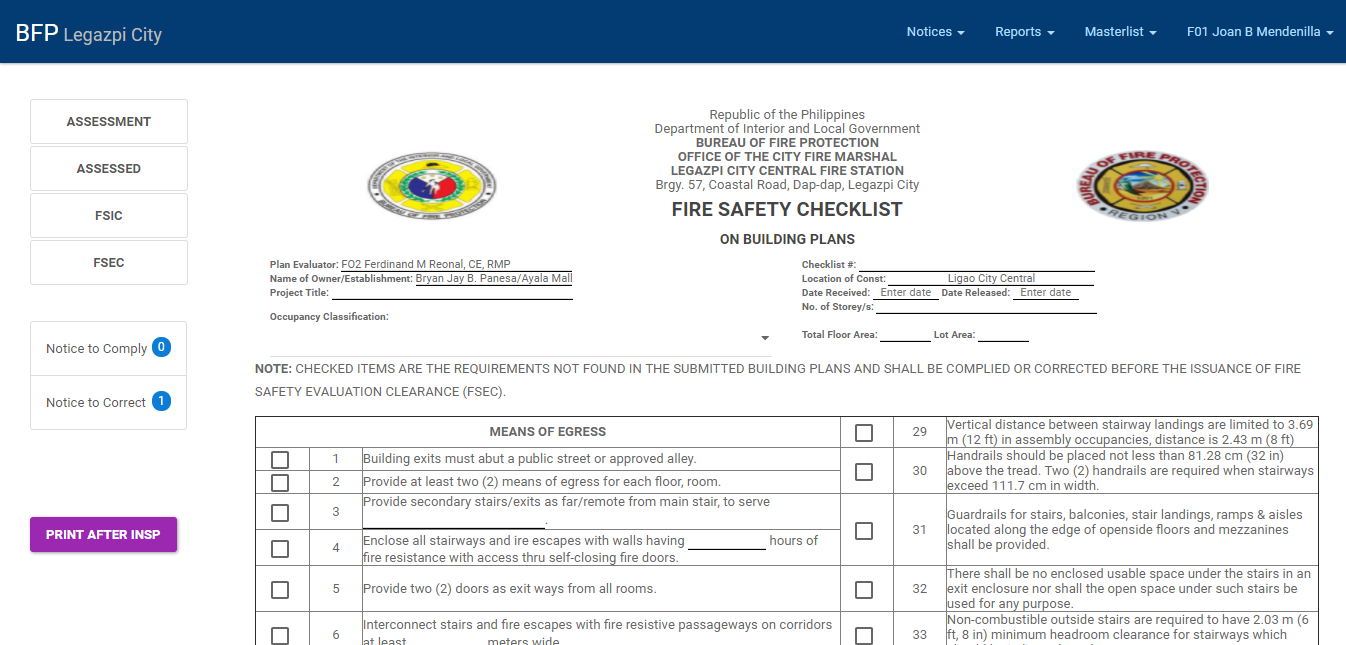 BFP Legazpi City
Notices
Reports
Masterlist
F01 Joan B Mendenilla
ASSESSMENT
ASSESSED
FSIC
FSEC
Notice to Comply 0
Notice to Correct 1
PRINT AFTER INSP
Republic of the Philippines
Department of Interior and Local Government
BUREAU OF FIRE PROTECTION
OFFICE OF THE CITY FIRE MARSHAL
LEGAZPI CITY CENTRAL FIRE STATION
Brgy. 57, Coastal Road, Dap-dap, Legazpi City
FIRE SAFETY CHECKLIST
ON BUILDING PLANS
BUREAU OF FIRE PROTECTION
REGION V
Plan Evaluator: FO2 Ferdinand M Reonal, CE, RMP
Name of Owner/Establishment: Bryan Jay B. Panesa/Ayala Mall
Project Title:
Occupancy Classification:
Checklist #:
Location of Const: Ligao City Central
Date Received: Enter date Date Released: Enter date
No. of Storey/s:
Total Floor Area: Lot Area:
NOTE: CHECKED ITEMS ARE THE REQUIREMENTS NOT FOUND IN THE SUBMITTED BUILDING PLANS AND SHALL BE COMPLIED OR CORRECTED BEFORE THE ISSUANCE OF FIRE
SAFETY EVALUATION CLEARANCE (FSEC).
MEANS OF EGRESS
1 Building exits must abut a public street or approved alley.
2 Provide at least two (2) means of egress for each floor, room.
3 Provide secondary stairs/exits as far/remote from main stair, to serve
.
4 Enclose all stairways and ire escapes with walls having hours of
fire resistance with access thru self-closing fire doors.
5 Provide two (2) doors as exit ways from all rooms.
6 Interconnect stairs and fire escapes with fire resistive passageways on corridors
at least meters wide
29 Vertical distance between stairway landings are limited to 3.69
m (12 ft) in assembly occupancies, distance is 2.43 m (8 ft)
30 Handrails should be placed not less than 81.28 cm (32 in)
above the tread. Two (2) handrails are required when stairways
exceed 111.7 cm in width.
31 Guardrails for stairs, balconies, stair landings, ramps & aisles
located along the edge of openside floors and mezzanines
shall be provided.
32 There shall be no enclosed usable space under the stairs in an
exit enclosure nor shall the open space under such stairs be
used for any purpose.
33 Non-combustible outside stairs are required to have 2.03 m (6
ft, 8 in) minimum headroom clearance for stairways which